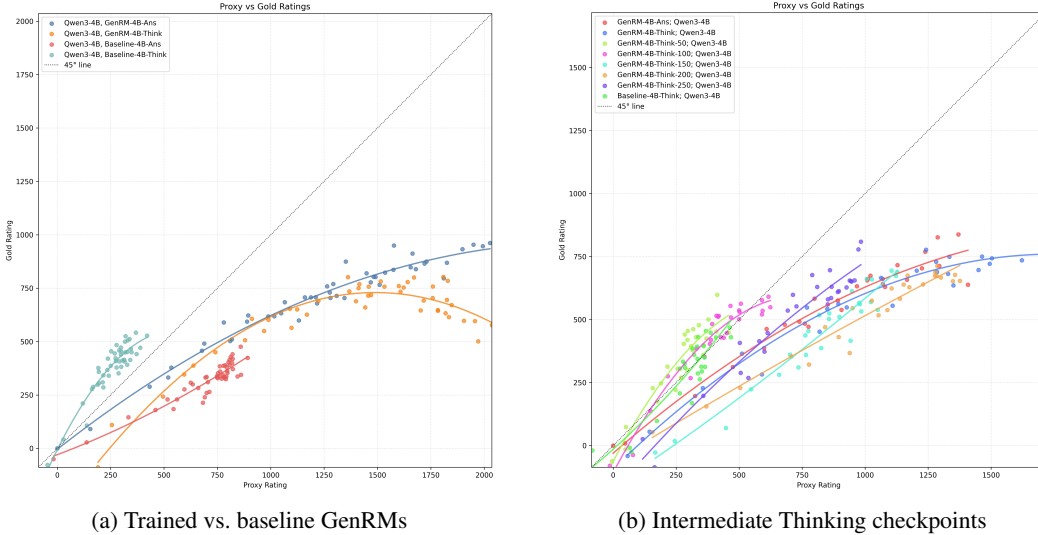 Proxy vs Gold Ratings
2000
1750
1500
1250
1000
750
500
250
0
Gold Rating
0
250
500
750
1000
1250
1500
1750
2000
Proxy Rating
Qwen3-4B, GenRM-4B-Ans
Qwen3-4B, GenRM-4B-Think
Qwen3-4B, Baseline-4B-Ans
Qwen3-4B, Baseline-4B-Think
45° line
(a) Trained vs. baseline GenRMs
Proxy vs Gold Ratings
1500
1250
1000
750
500
250
0
Gold Rating
0
250
500
750
1000
1250
1500
Proxy Rating
GenRM-4B-Ans; Qwen3-4B
GenRM-4B-Think; Qwen3-4B
GenRM-4B-Think-50; Qwen3-4B
GenRM-4B-Think-100; Qwen3-4B
GenRM-4B-Think-150; Qwen3-4B
GenRM-4B-Think-200; Qwen3-4B
GenRM-4B-Think-250; Qwen3-4B
Baseline-4B-Think; Qwen3-4B
45° line
(b) Intermediate Thinking checkpoints